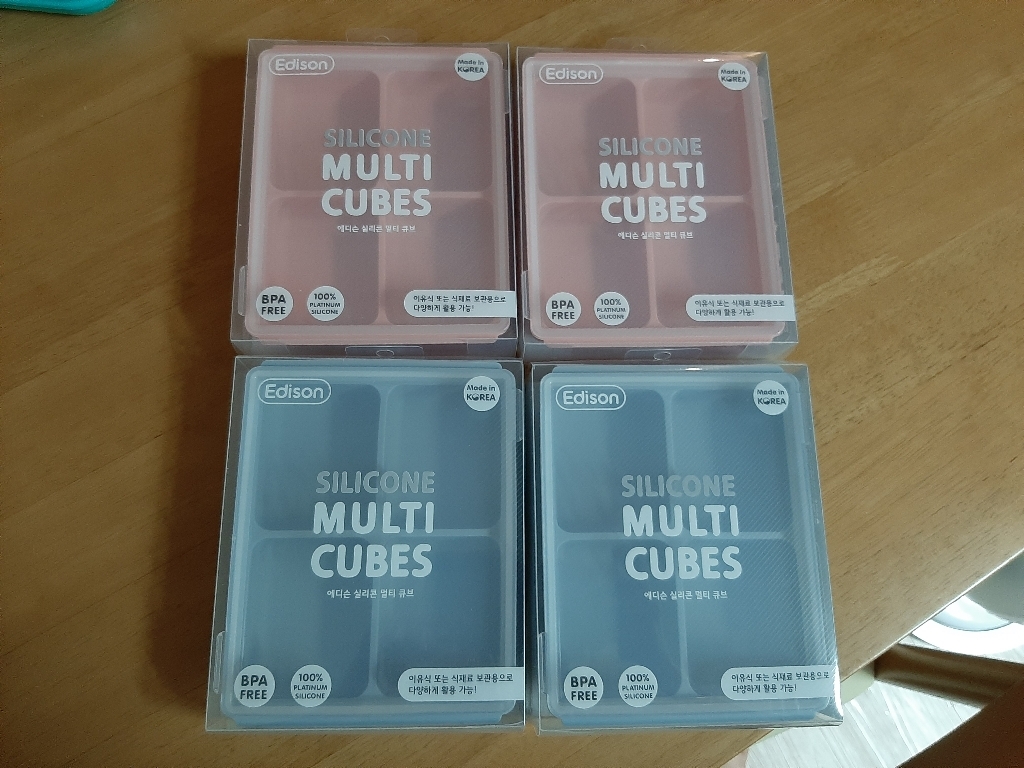 Edison
Made in
KOREA
SILICONE
MULTI
CUBES
에디슨 실리콘 멀티 큐브
BPA
FREE
100%
PLATINUM
SILICONE
이유식 또는 식재료 보관용으로
다양하게 활용 가능!
Edison
Made in
KOREA
SILICONE
MULTI
CUBES
에디슨 실리콘 멀티 큐브
BPA
FREE
100%
PLATINUM
SILICONE
이유식 또는 식재료 보관용으로
다양하게 활용 가능!
Edison
Made in
KOREA
SILICONE
MULTI
CUBES
에디슨 실리콘 멀티 큐브
BPA
FREE
100%
PLATINUM
SILICONE
이유식 또는 식재료 보관용으로
다양하게 활용 가능!
Edison
Made in
KOREA
SILICONE
MULTI
CUBES
에디슨 실리콘 멀티 큐브
BPA
FREE
100%
PLATINUM
SILICONE
이유식 또는 식재료 보관용으로
다양하게 활용 가능!